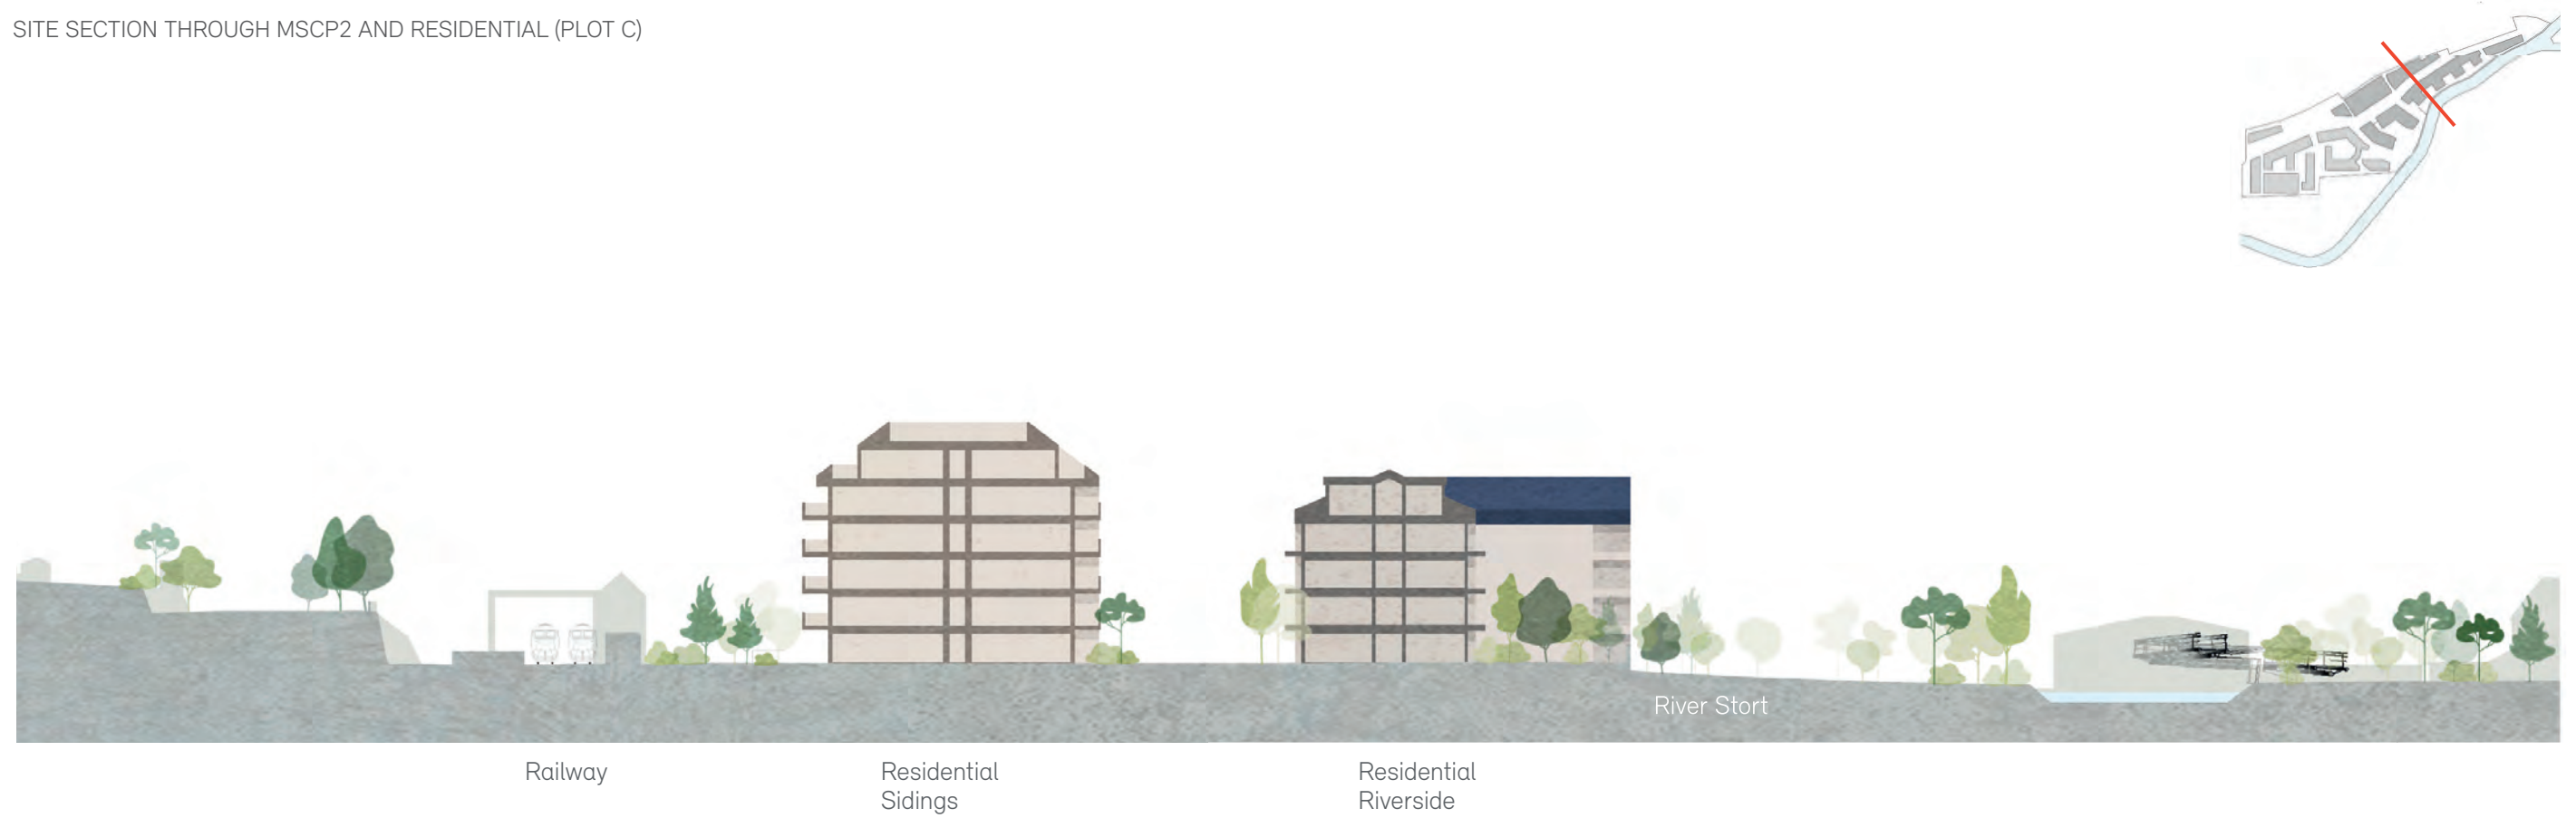 SITE SECTION THROUGH MSCP2 AND RESIDENTIAL (PLOT C)
River Stort
Railway
Residential
Sidings
Residential
Riverside